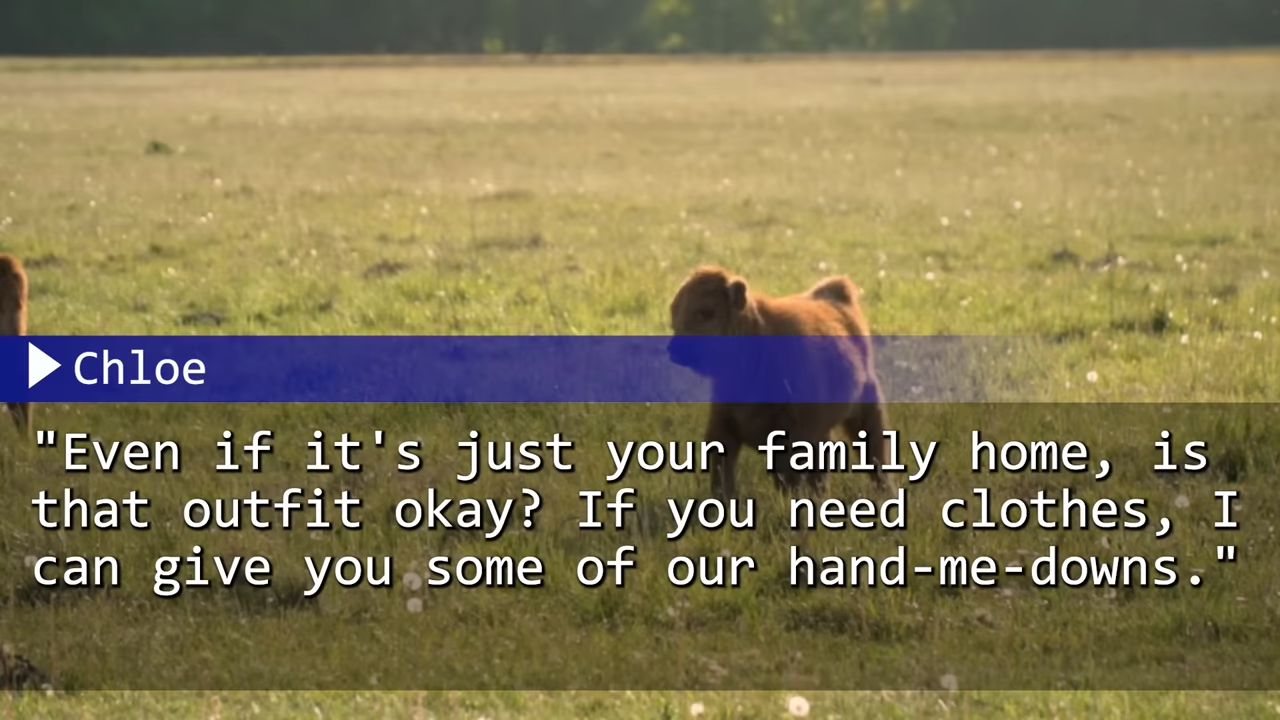 Chloe
"Even if it's just your family home, is
that outfit okay? If you need clothes, I
can give you some of our hand-me-downs."